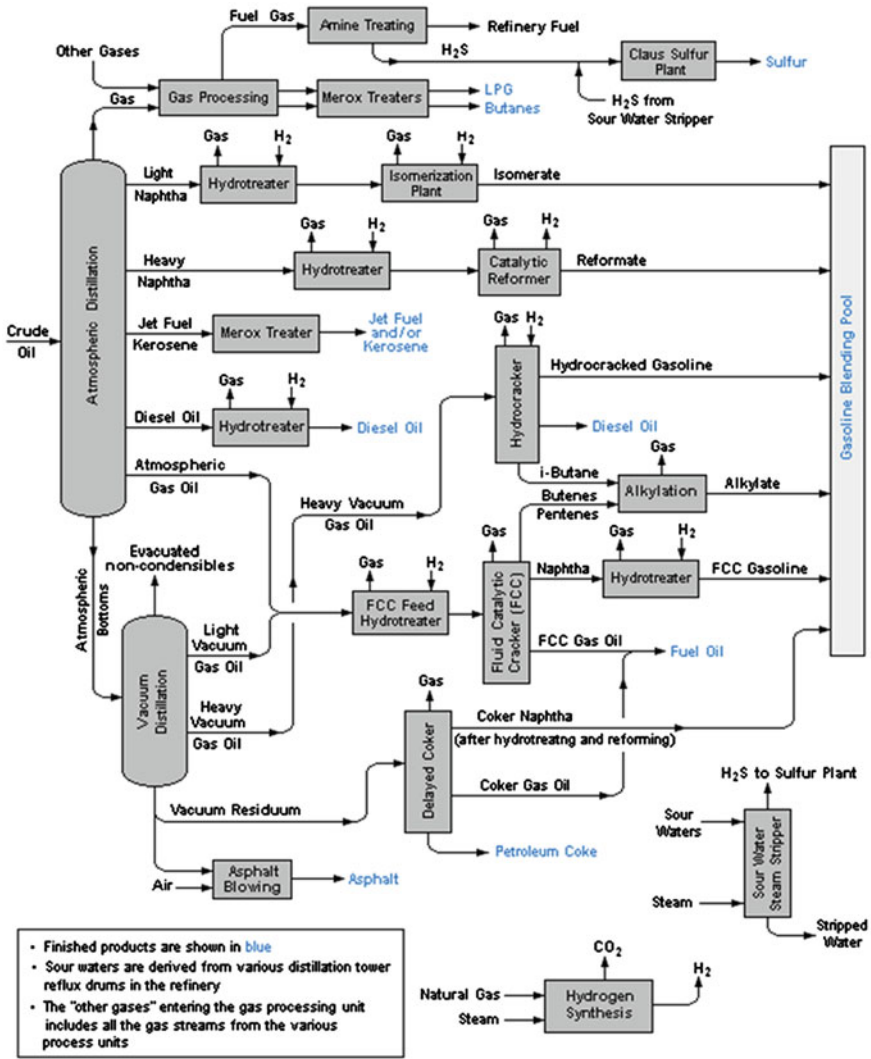 Fuel Gas
Amine Treating
Refinery Fuel
Other Gases
H2S
Claus Sulfur
Plant
Sulfur
Gas
Gas Processing
Merox Treaters
LPG
Butanes
H2S from
Sour Water Stripper
Gas
H2
Gas
H2
Light
Naphtha
Hydrotreater
Isomerization
Plant
Isomerate
Gas
H2
Gas
H2
Heavy
Naphtha
Hydrotreater
Catalytic
Reformer
Reformate
Atmospheric Distillation
Gasoline Blending Pool
Crude
Oil
Jet Fuel
Kerosene
Merox Treater
Jet Fuel
and/or
Kerosene
Gas
H2
Hydrocracker
Hydrocracked Gasoline
Gas
H2
Diesel Oil
Hydrotreater
Diesel Oil
Diesel Oil
Atmospheric
Gas Oil
i-Butane
Gas
Butenes
Pentenes
Alkylation
Alkylate
Heavy Vacuum
Gas Oil
Atmospheric
Bottoms
Evacuated
non-condensibles
Gas
H2
FCC Feed
Hydrotreater
Gas
Fluid Catalytic
Cracker (FCC)
Naphtha
Gas
H2
Hydrotreater
FCC Gasoline
Light
Vacuum
Gas Oil
FCC Gas Oil
Fuel Oil
Vacuum
Distillation
Heavy
Vacuum
Gas Oil
Gas
Delayed Coker
Coker Naphtha
(after hydrotreatng and reforming)
Coker Gas Oil
Vacuum Residuum
Petroleum Coke
Air
Asphalt
Blowing
Asphalt
H2S to Sulfur Plant
Sour
Waters
Sour Water
Steam Stripper
Steam
Stripped
Water
• Finished products are shown in blue
• Sour waters are derived from various distillation tower
reflux drums in the refinery
• The "other gases" entering the gas processing unit
includes all the gas streams from the various
process units
CO2
H2
Natural Gas
Steam
Hydrogen
Synthesis